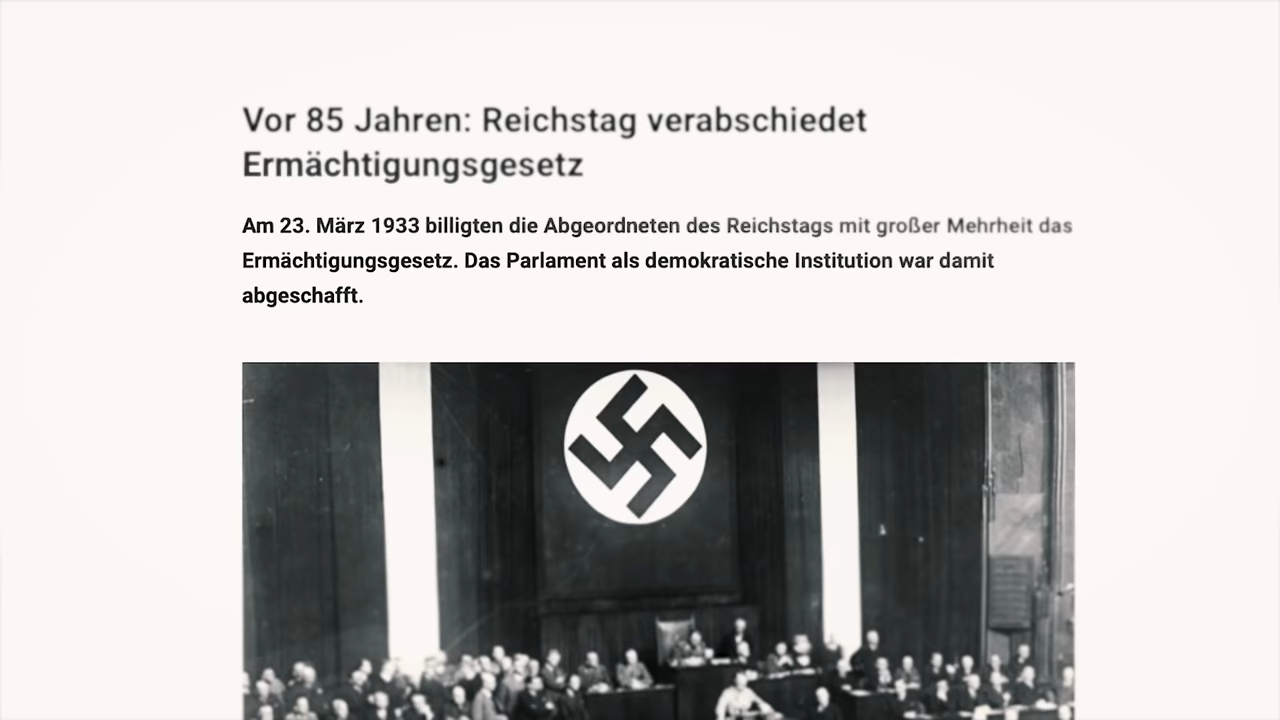 Vor 85 Jahren: Reichstag verabschiedet
Ermächtigungsgesetz
Am 23. März 1933 billigten die Abgeordneten des Reichstags mit großer Mehrheit das
Ermächtigungsgesetz. Das Parlament als demokratische Institution war damit
abgeschafft.